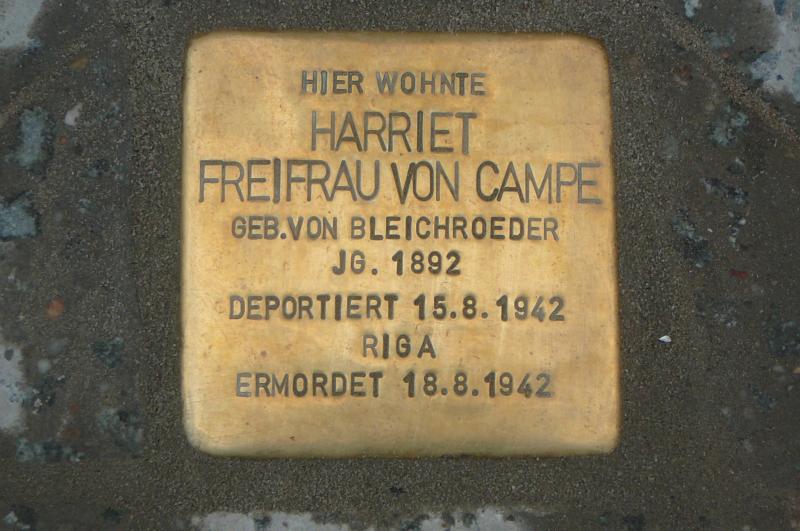 HIER WOHNTE
HARRIET
FREIFRAU VON CAMPE
GEB.VON BLEICHROEDER
JG. 1892
DEPORTIERT 15.8.1942
RIGA
ERMORDET 18.8.1942